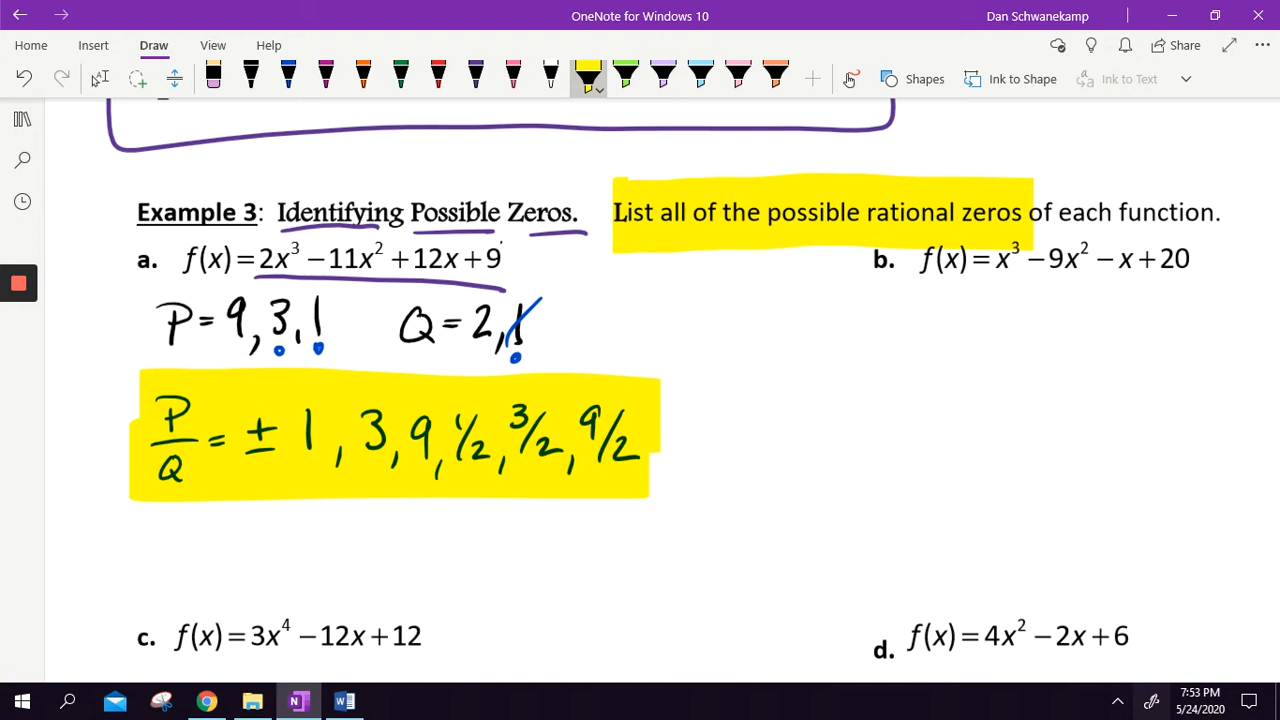 OneNote for Windows 10
Dan Schwanekamp
Home Insert Draw View Help
Share
Shapes
Ink to Shape
Ink to Text
Example 3: Identifying Possible Zeros. List all of the possible rational zeros of each function.
a. f(x) = 2x³ − 11x² + 12x + 9
b. f(x) = x³ − 9x² − x + 20
P = 9, 3, 1 Q = 2, 1
P/Q = ± 1, 3, 9, 1/2, 3/2, 9/2
c. f(x) = 3x⁴ − 12x + 12
d. f(x) = 4x² − 2x + 6
7:53 PM
5/24/2020